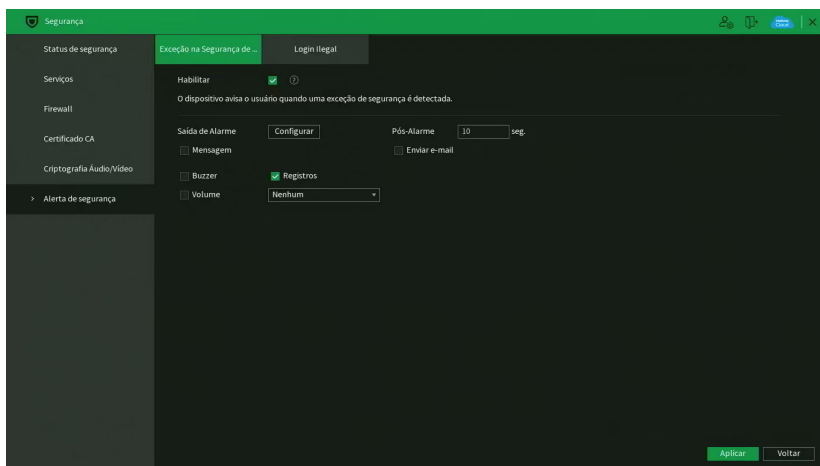 Segurança
Status de segurança
Serviços
Firewall
Certificado CA
Criptografia Áudio/Vídeo
> Alerta de segurança
Exceção na Segurança de ...
Login Ilegal
Habilitar
O dispositivo avisa o usuário quando uma exceção de segurança é detectada.
Saída de Alarme Configurar Pós-Alarme 10 seg.
Mensagem Enviar e-mail
Buzzer Registros
Volume Nenhum
Aplicar Voltar